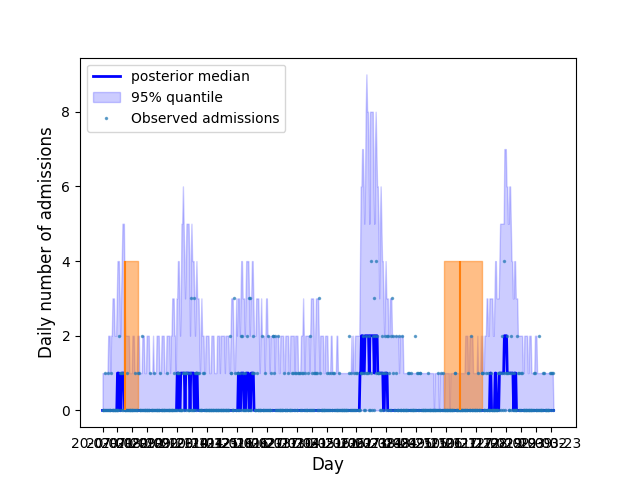 posterior median
95% quantile
Observed admissions
Daily number of admissions
8
6
4
2
0
Day